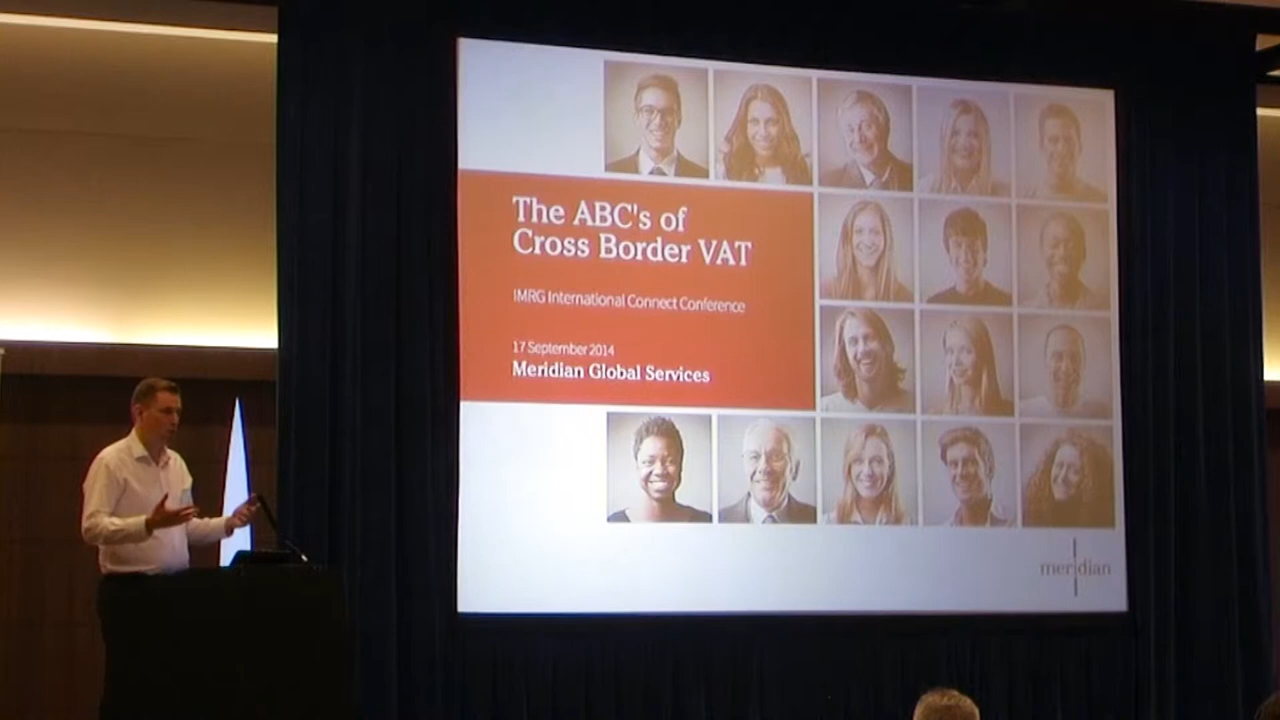 The ABC's of
Cross Border VAT
IMRG International Connect Conference
17 September 2014
Meridian Global Services
meridian